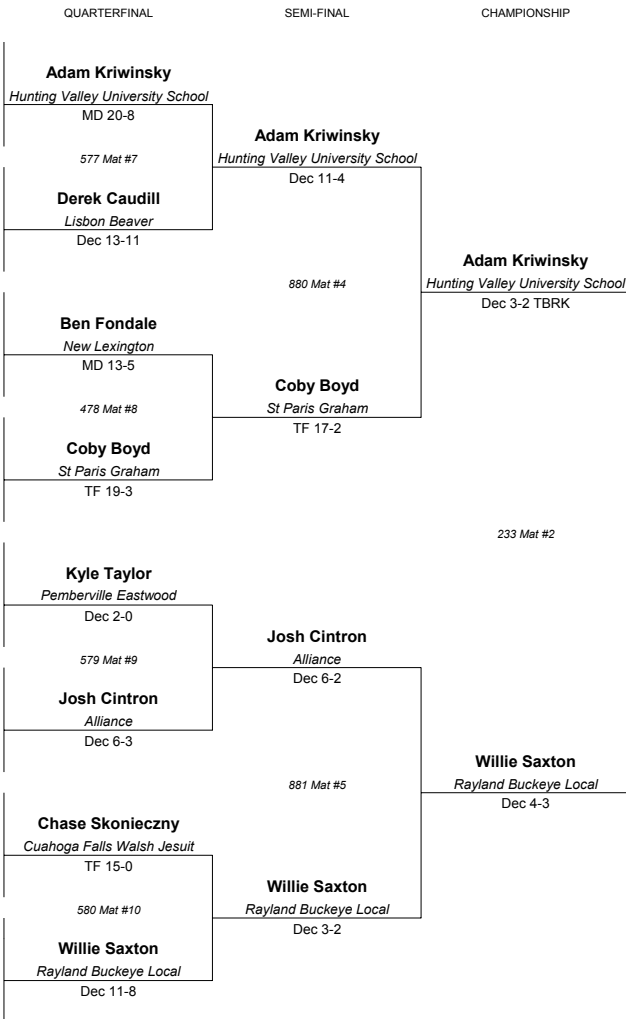 QUARTERFINAL SEMI-FINAL CHAMPIONSHIP
Adam Kriwinsky
Hunting Valley University School
MD 20-8
577 Mat #7
Derek Caudill
Lisbon Beaver
Dec 13-11
Adam Kriwinsky
Hunting Valley University School
Dec 11-4
880 Mat #4
Ben Fondale
New Lexington
MD 13-5
478 Mat #8
Coby Boyd
St Paris Graham
TF 19-3
Coby Boyd
St Paris Graham
TF 17-2
Adam Kriwinsky
Hunting Valley University School
Dec 3-2 TBRK
233 Mat #2
Kyle Taylor
Pemberville Eastwood
Dec 2-0
579 Mat #9
Josh Cintron
Alliance
Dec 6-3
Josh Cintron
Alliance
Dec 6-2
881 Mat #5
Chase Skonieczny
Cuahoga Falls Walsh Jesuit
TF 15-0
580 Mat #10
Willie Saxton
Rayland Buckeye Local
Dec 11-8
Willie Saxton
Rayland Buckeye Local
Dec 3-2
Willie Saxton
Rayland Buckeye Local
Dec 4-3